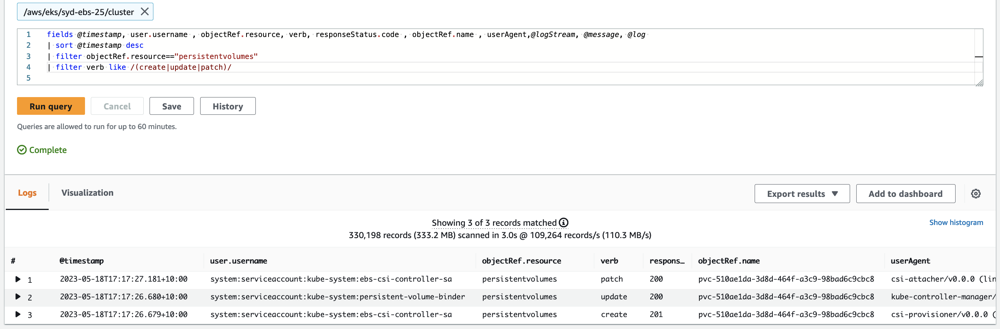 /aws/eks/syd-ebs-25/cluster
1 fields @timestamp, user.username , objectRef.resource, verb, responseStatus.code , objectRef.name , userAgent,@logStream, @message, @log
2 | sort @timestamp desc
3 | filter objectRef.resource=="persistentvolumes"
4 | filter verb like /(create|update|patch)/
5
Run query Cancel Save History
Queries are allowed to run for up to 60 minutes.
Complete
Logs Visualization Export results Add to dashboard
Showing 3 of 3 records matched
Show histogram
330,198 records (333.2 MB) scanned in 3.0s @ 109,264 records/s (110.3 MB/s)
# @timestamp user.username objectRef.resource verb respons… objectRef.name userAgent
1 2023-05-18T17:17:27.181+10:00 system:serviceaccount:kube-system:ebs-csi-controller-sa persistentvolumes patch 200 pvc-510ae1da-3d8d-464f-a3c9-98bad6c9cbc8 csi-attacher/v0.0.0 (lin
2 2023-05-18T17:17:26.680+10:00 system:serviceaccount:kube-system:persistent-volume-binder persistentvolumes update 200 pvc-510ae1da-3d8d-464f-a3c9-98bad6c9cbc8 kube-controller-manager/
3 2023-05-18T17:17:26.679+10:00 system:serviceaccount:kube-system:ebs-csi-controller-sa persistentvolumes create 201 pvc-510ae1da-3d8d-464f-a3c9-98bad6c9cbc8 csi-provisioner/v0.0.0 (